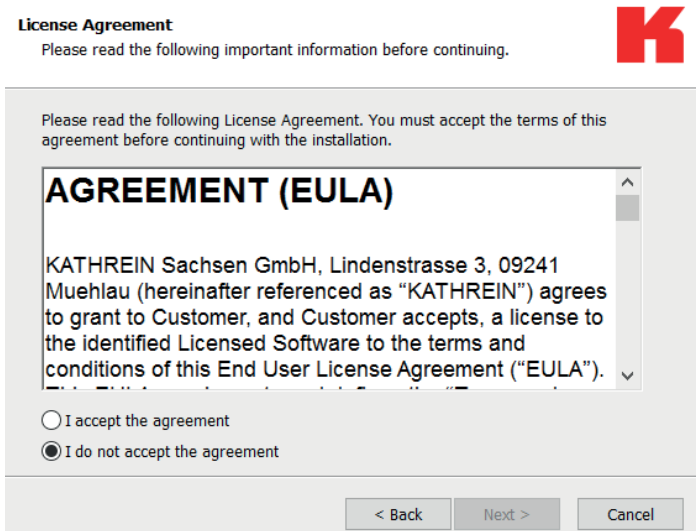 License Agreement
Please read the following important information before continuing.
Please read the following License Agreement. You must accept the terms of this
agreement before continuing with the installation.
AGREEMENT (EULA)
KATHREIN Sachsen GmbH, Lindenstrasse 3, 09241
Muehlau (hereinafter referenced as “KATHREIN”) agrees
to grant to Customer, and Customer accepts, a license to
the identified Licensed Software to the terms and
conditions of this End User License Agreement (“EULA”).
I accept the agreement
I do not accept the agreement
< Back Next > Cancel